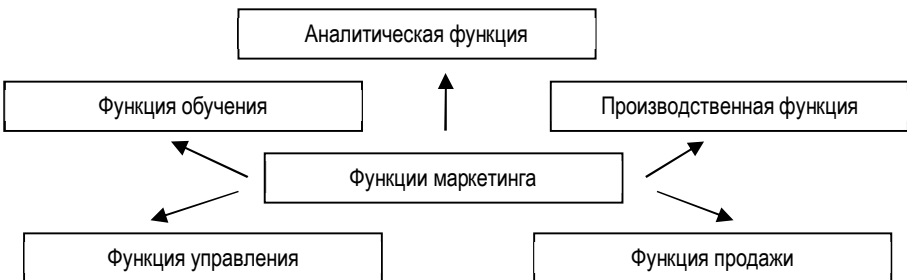 Аналитическая функция
Функция обучения
Производственная функция
Функции маркетинга
Функция управления
Функция продажи